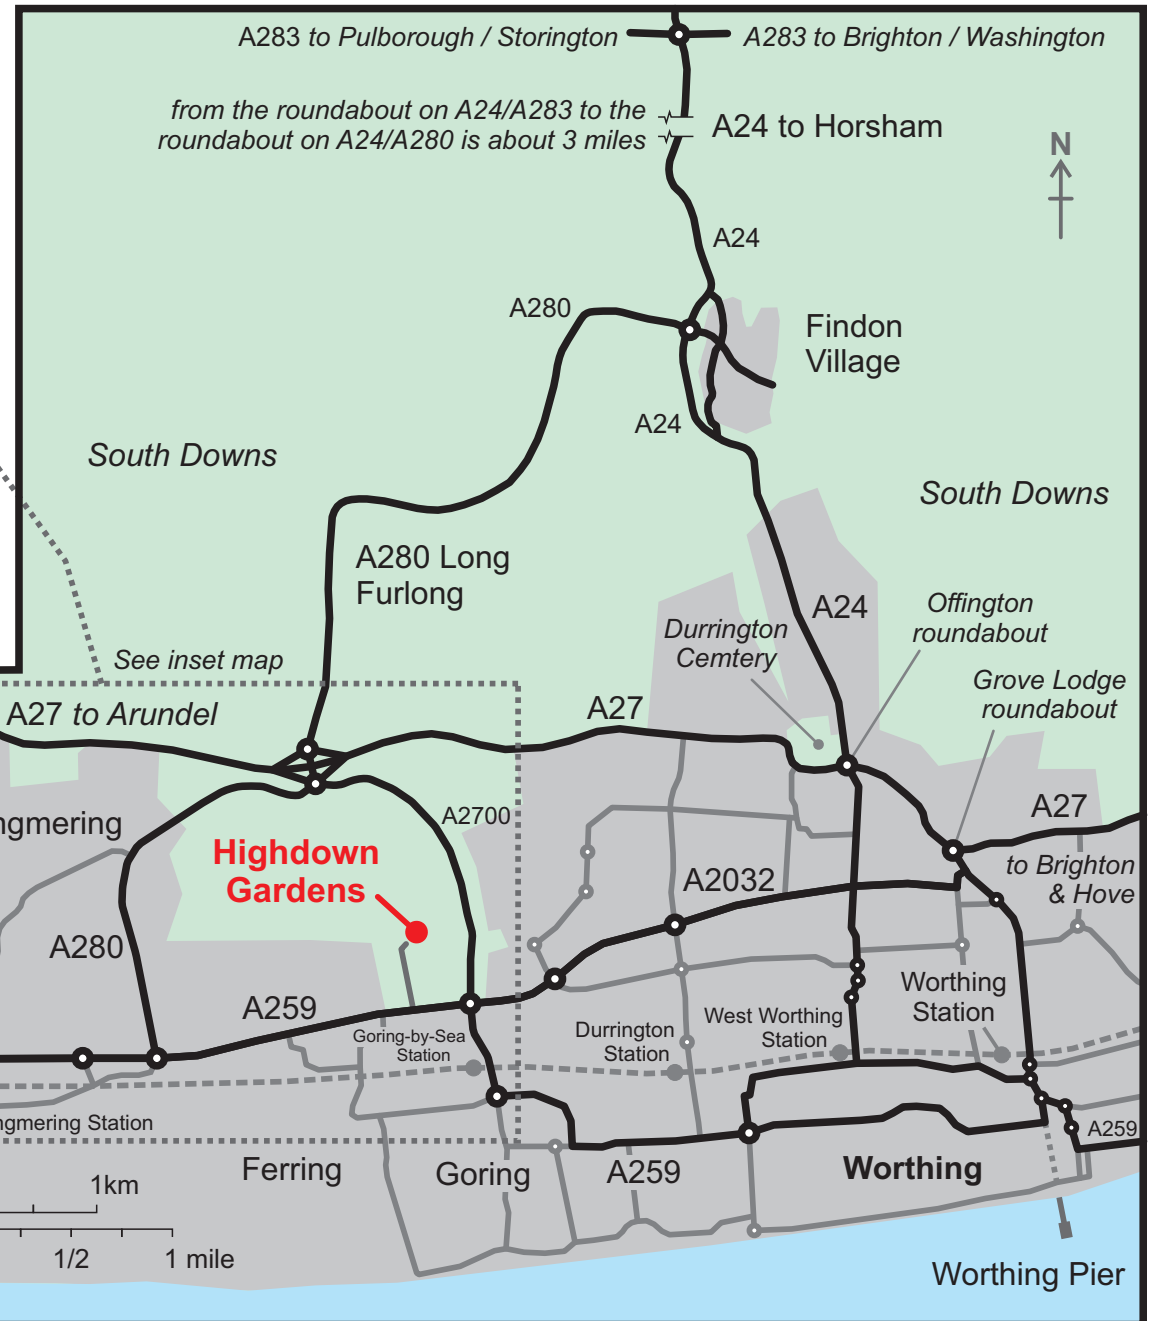 A283 to Pulborough / Storington
A283 to Brighton / Washington
from the roundabout on A24/A283 to the
roundabout on A24/A280 is about 3 miles
A24 to Horsham
N
A24
A280
Findon
Village
A24
South Downs
South Downs
A280 Long
Furlong
A24
Offington
roundabout
Durrington
Cemtery
See inset map
Grove Lodge
roundabout
A27 to Arundel
A27
A27
A2700
ngmering
Highdown
Gardens
to Brighton
& Hove
A2032
A280
A259
Worthing
Station
Goring-by-Sea
Station
Durrington
Station
West Worthing
Station
ngmering Station
A259
Ferring
Goring
A259
Worthing
1km
1/2
1 mile
Worthing Pier